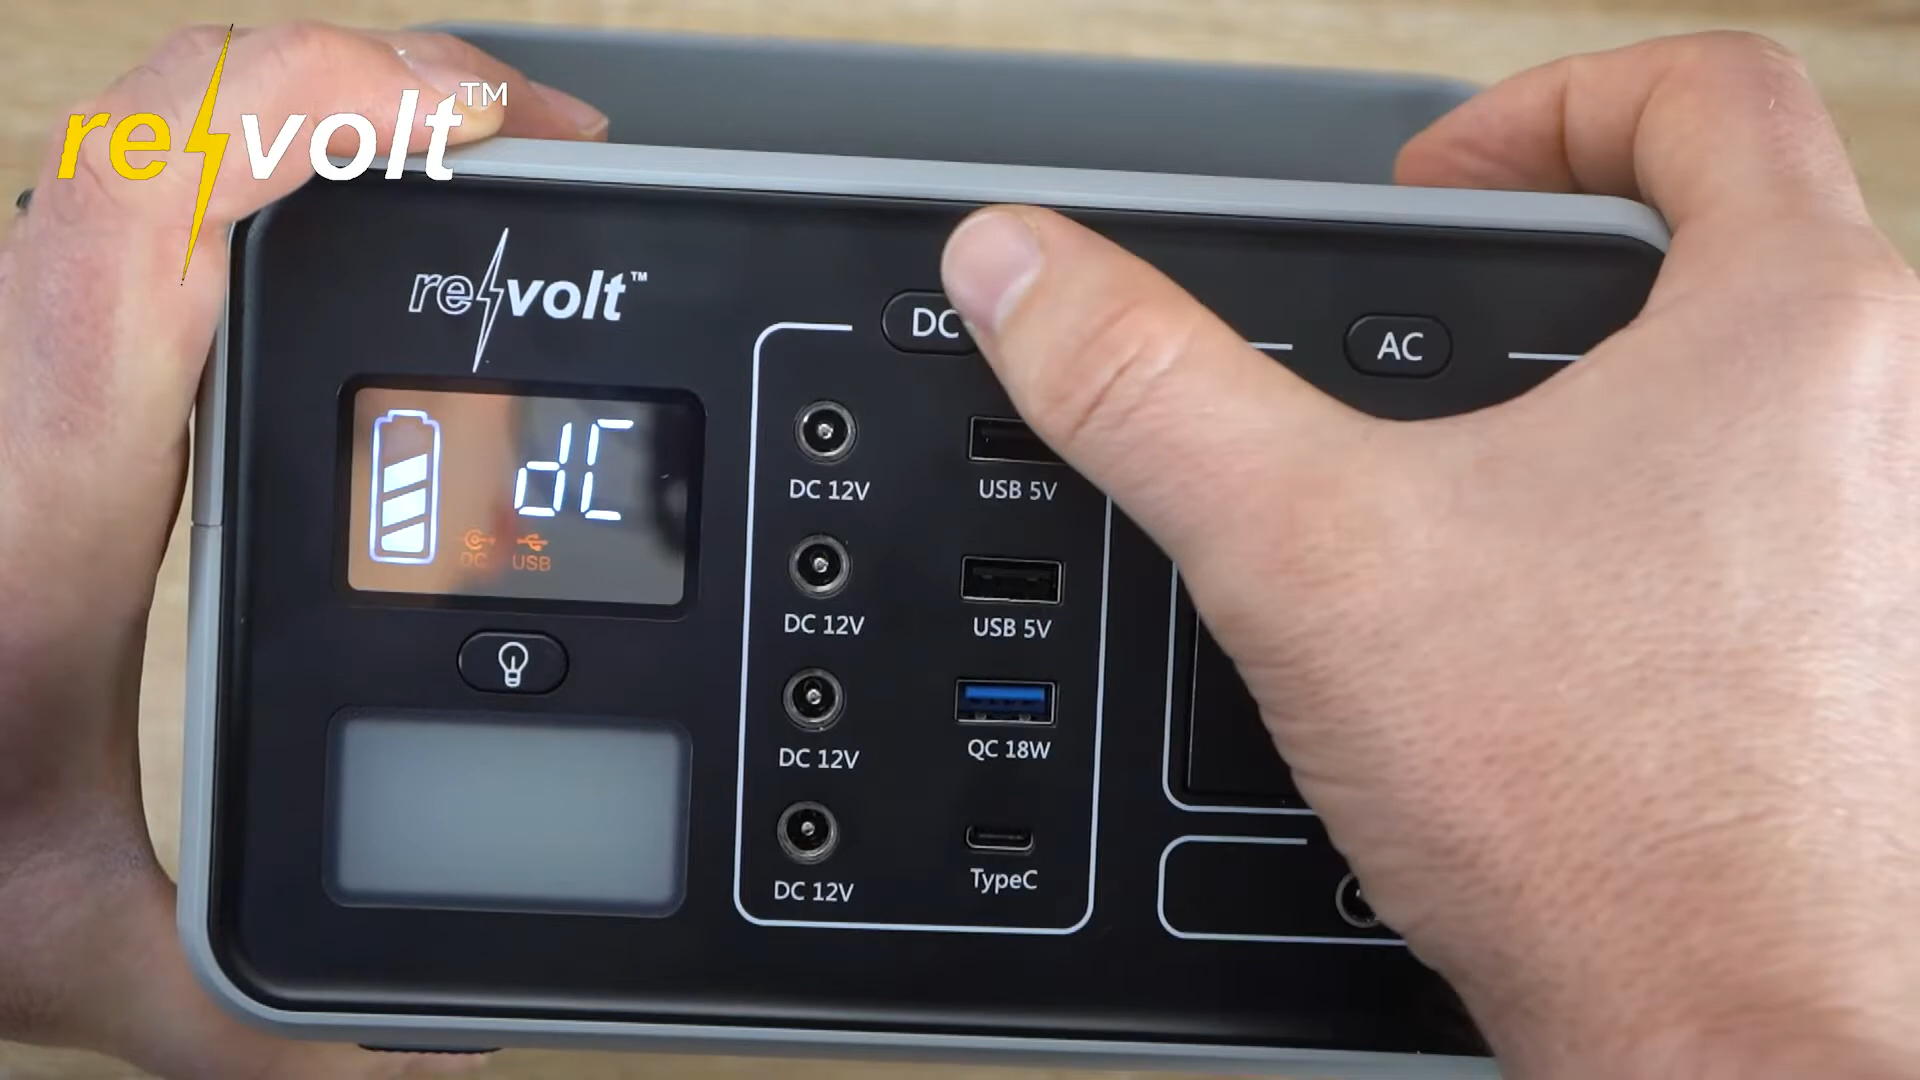 re volt™
re volt™
DC
AC
dC
DC
USB
DC 12V
USB 5V
DC 12V
USB 5V
DC 12V
QC 18W
DC 12V
TypeC